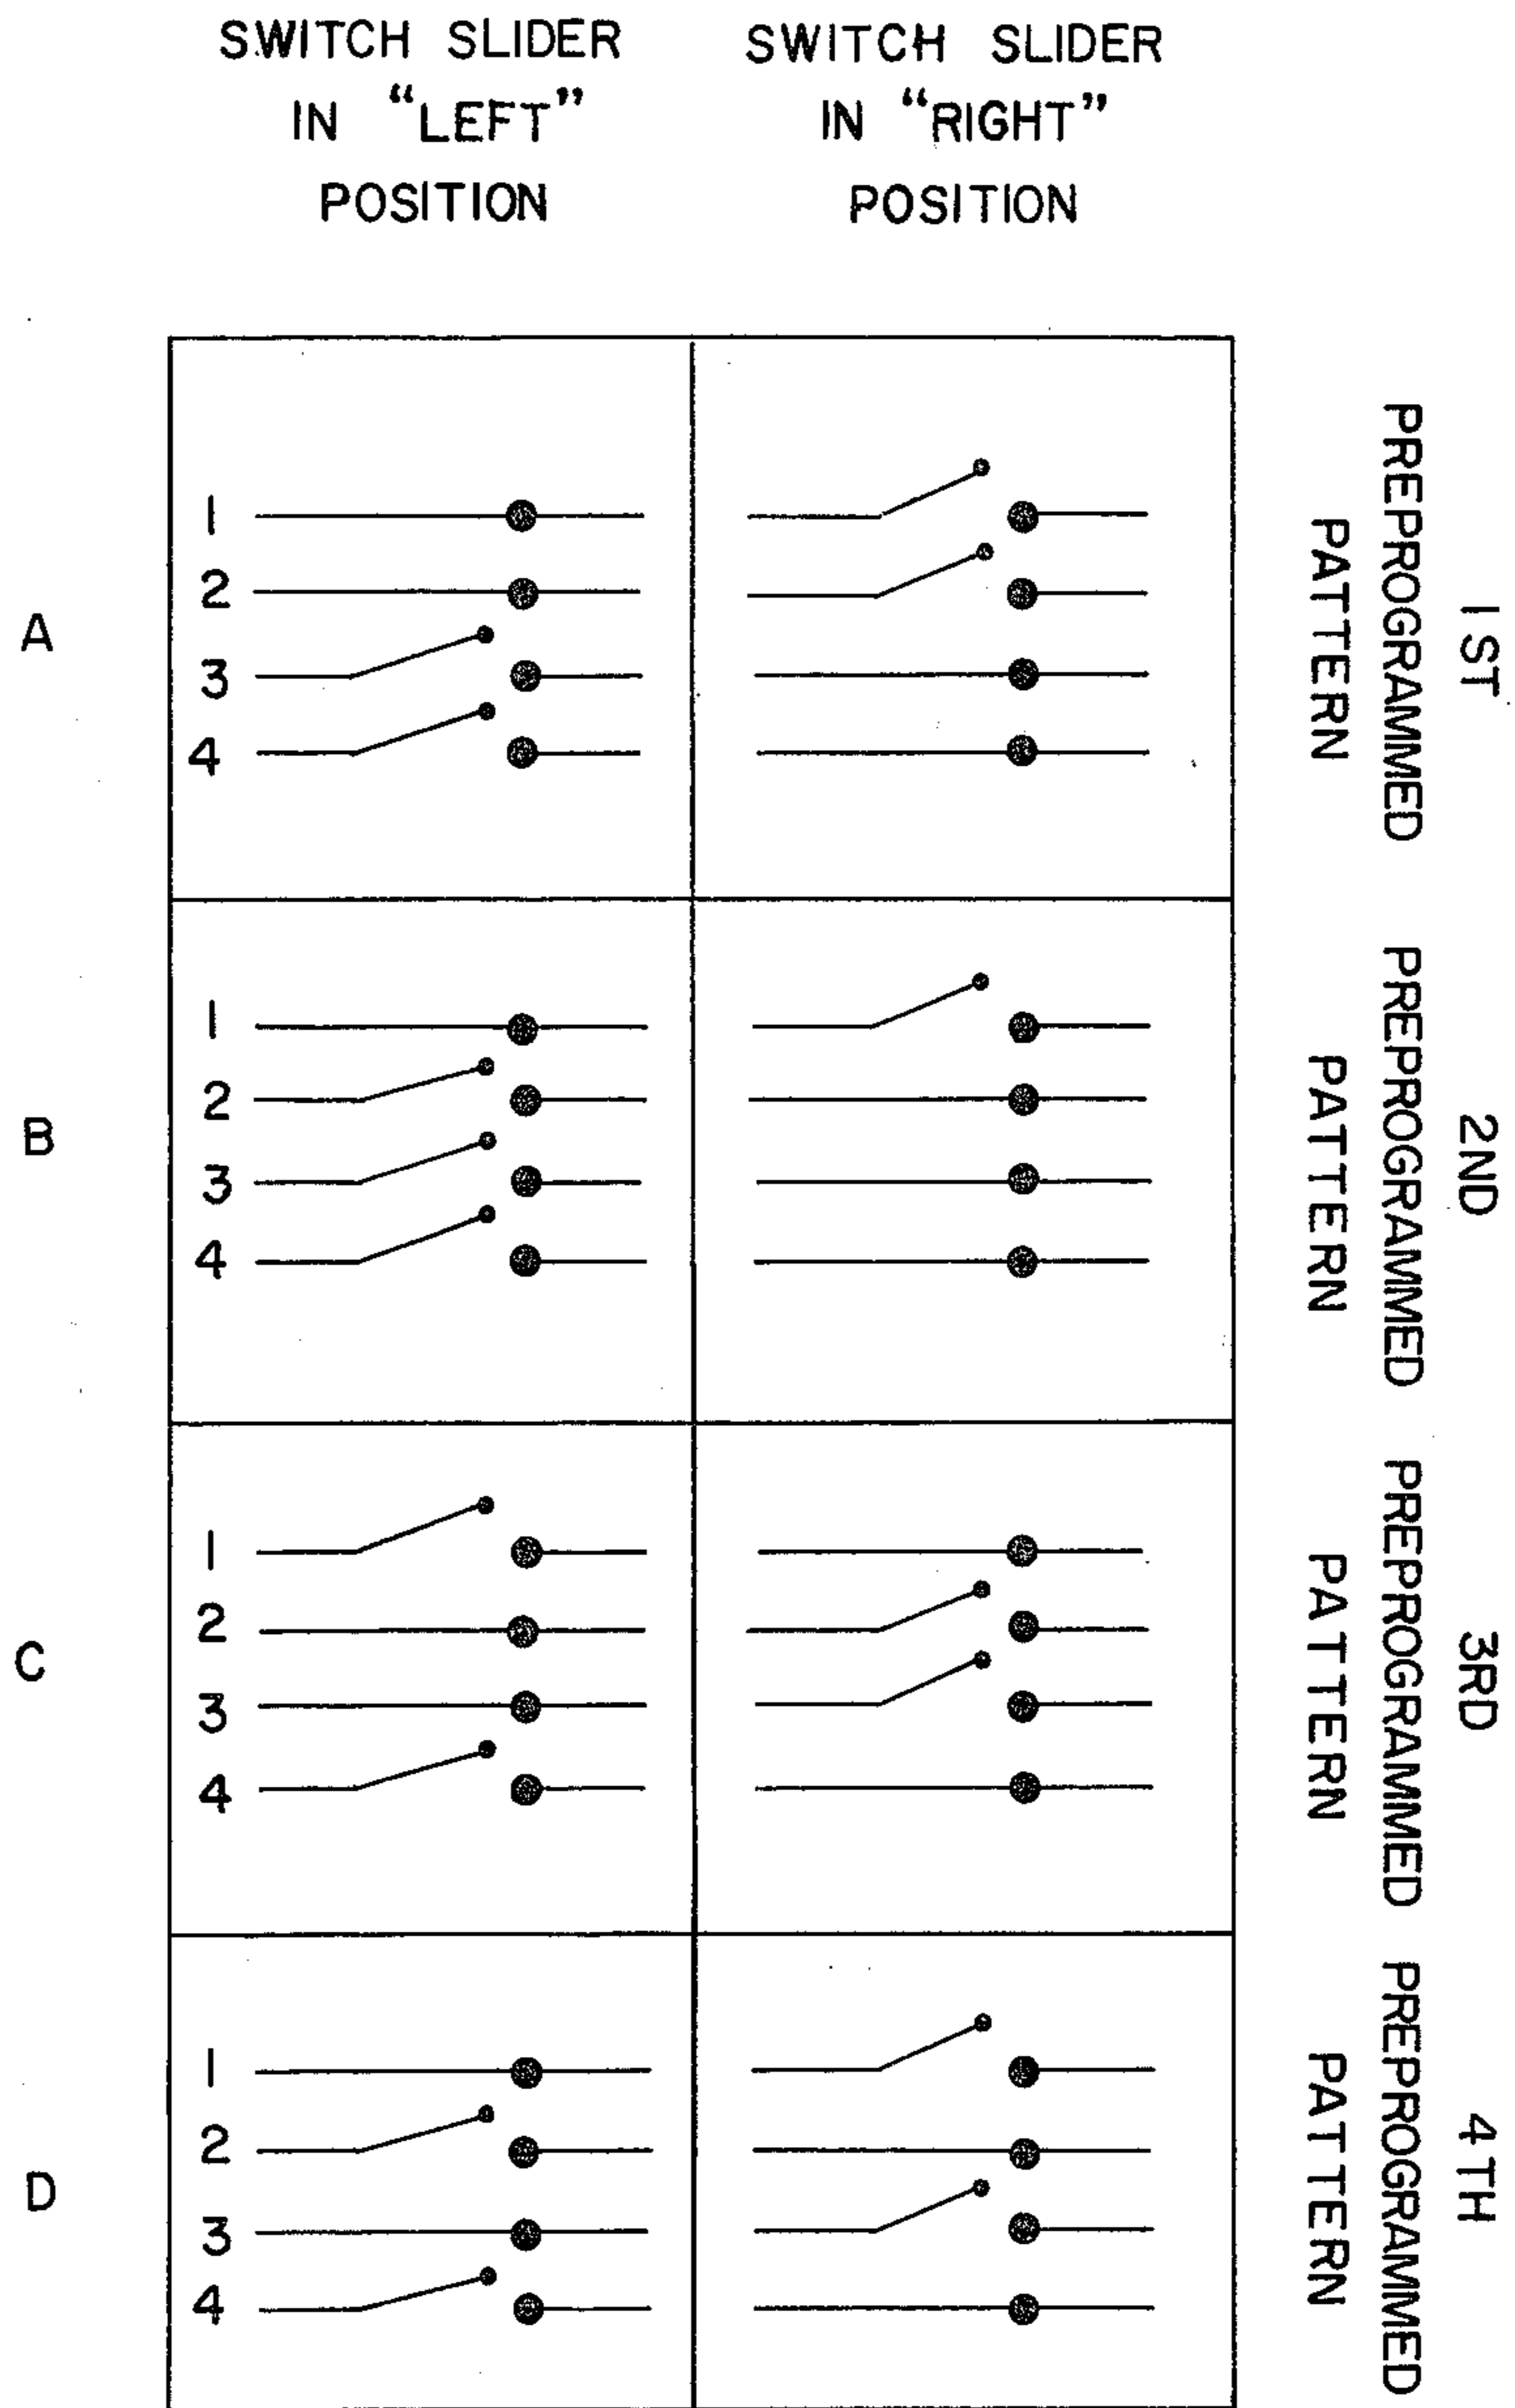 SWITCH SLIDER
IN “LEFT”
POSITION
SWITCH SLIDER
IN “RIGHT”
POSITION
A
1
2
3
4
1ST
PREPROGRAMMED
PATTERN
B
1
2
3
4
2ND
PREPROGRAMMED
PATTERN
C
1
2
3
4
3RD
PREPROGRAMMED
PATTERN
D
1
2
3
4
4TH
PREPROGRAMMED
PATTERN